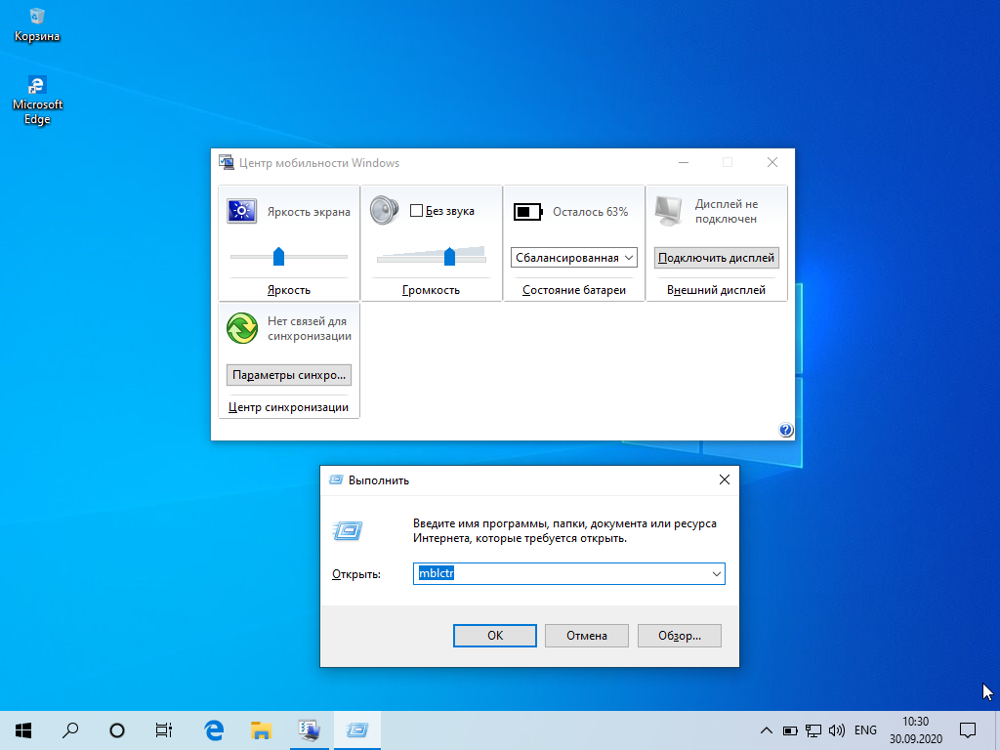 Корзина
Microsoft
Edge
Центр мобильности Windows
Яркость экрана
Яркость
Без звука
Громкость
Осталось 63%
Сбалансированная
Состояние батареи
Дисплей не
подключен
Подключить дисплей
Внешний дисплей
Нет связей для
синхронизации
Параметры синхро...
Центр синхронизации
Выполнить
Введите имя программы, папки, документа или ресурса
Интернета, которые требуется открыть.
Открыть:
mblctr
ОК
Отмена
Обзор...
ENG
10:30
30.09.2020